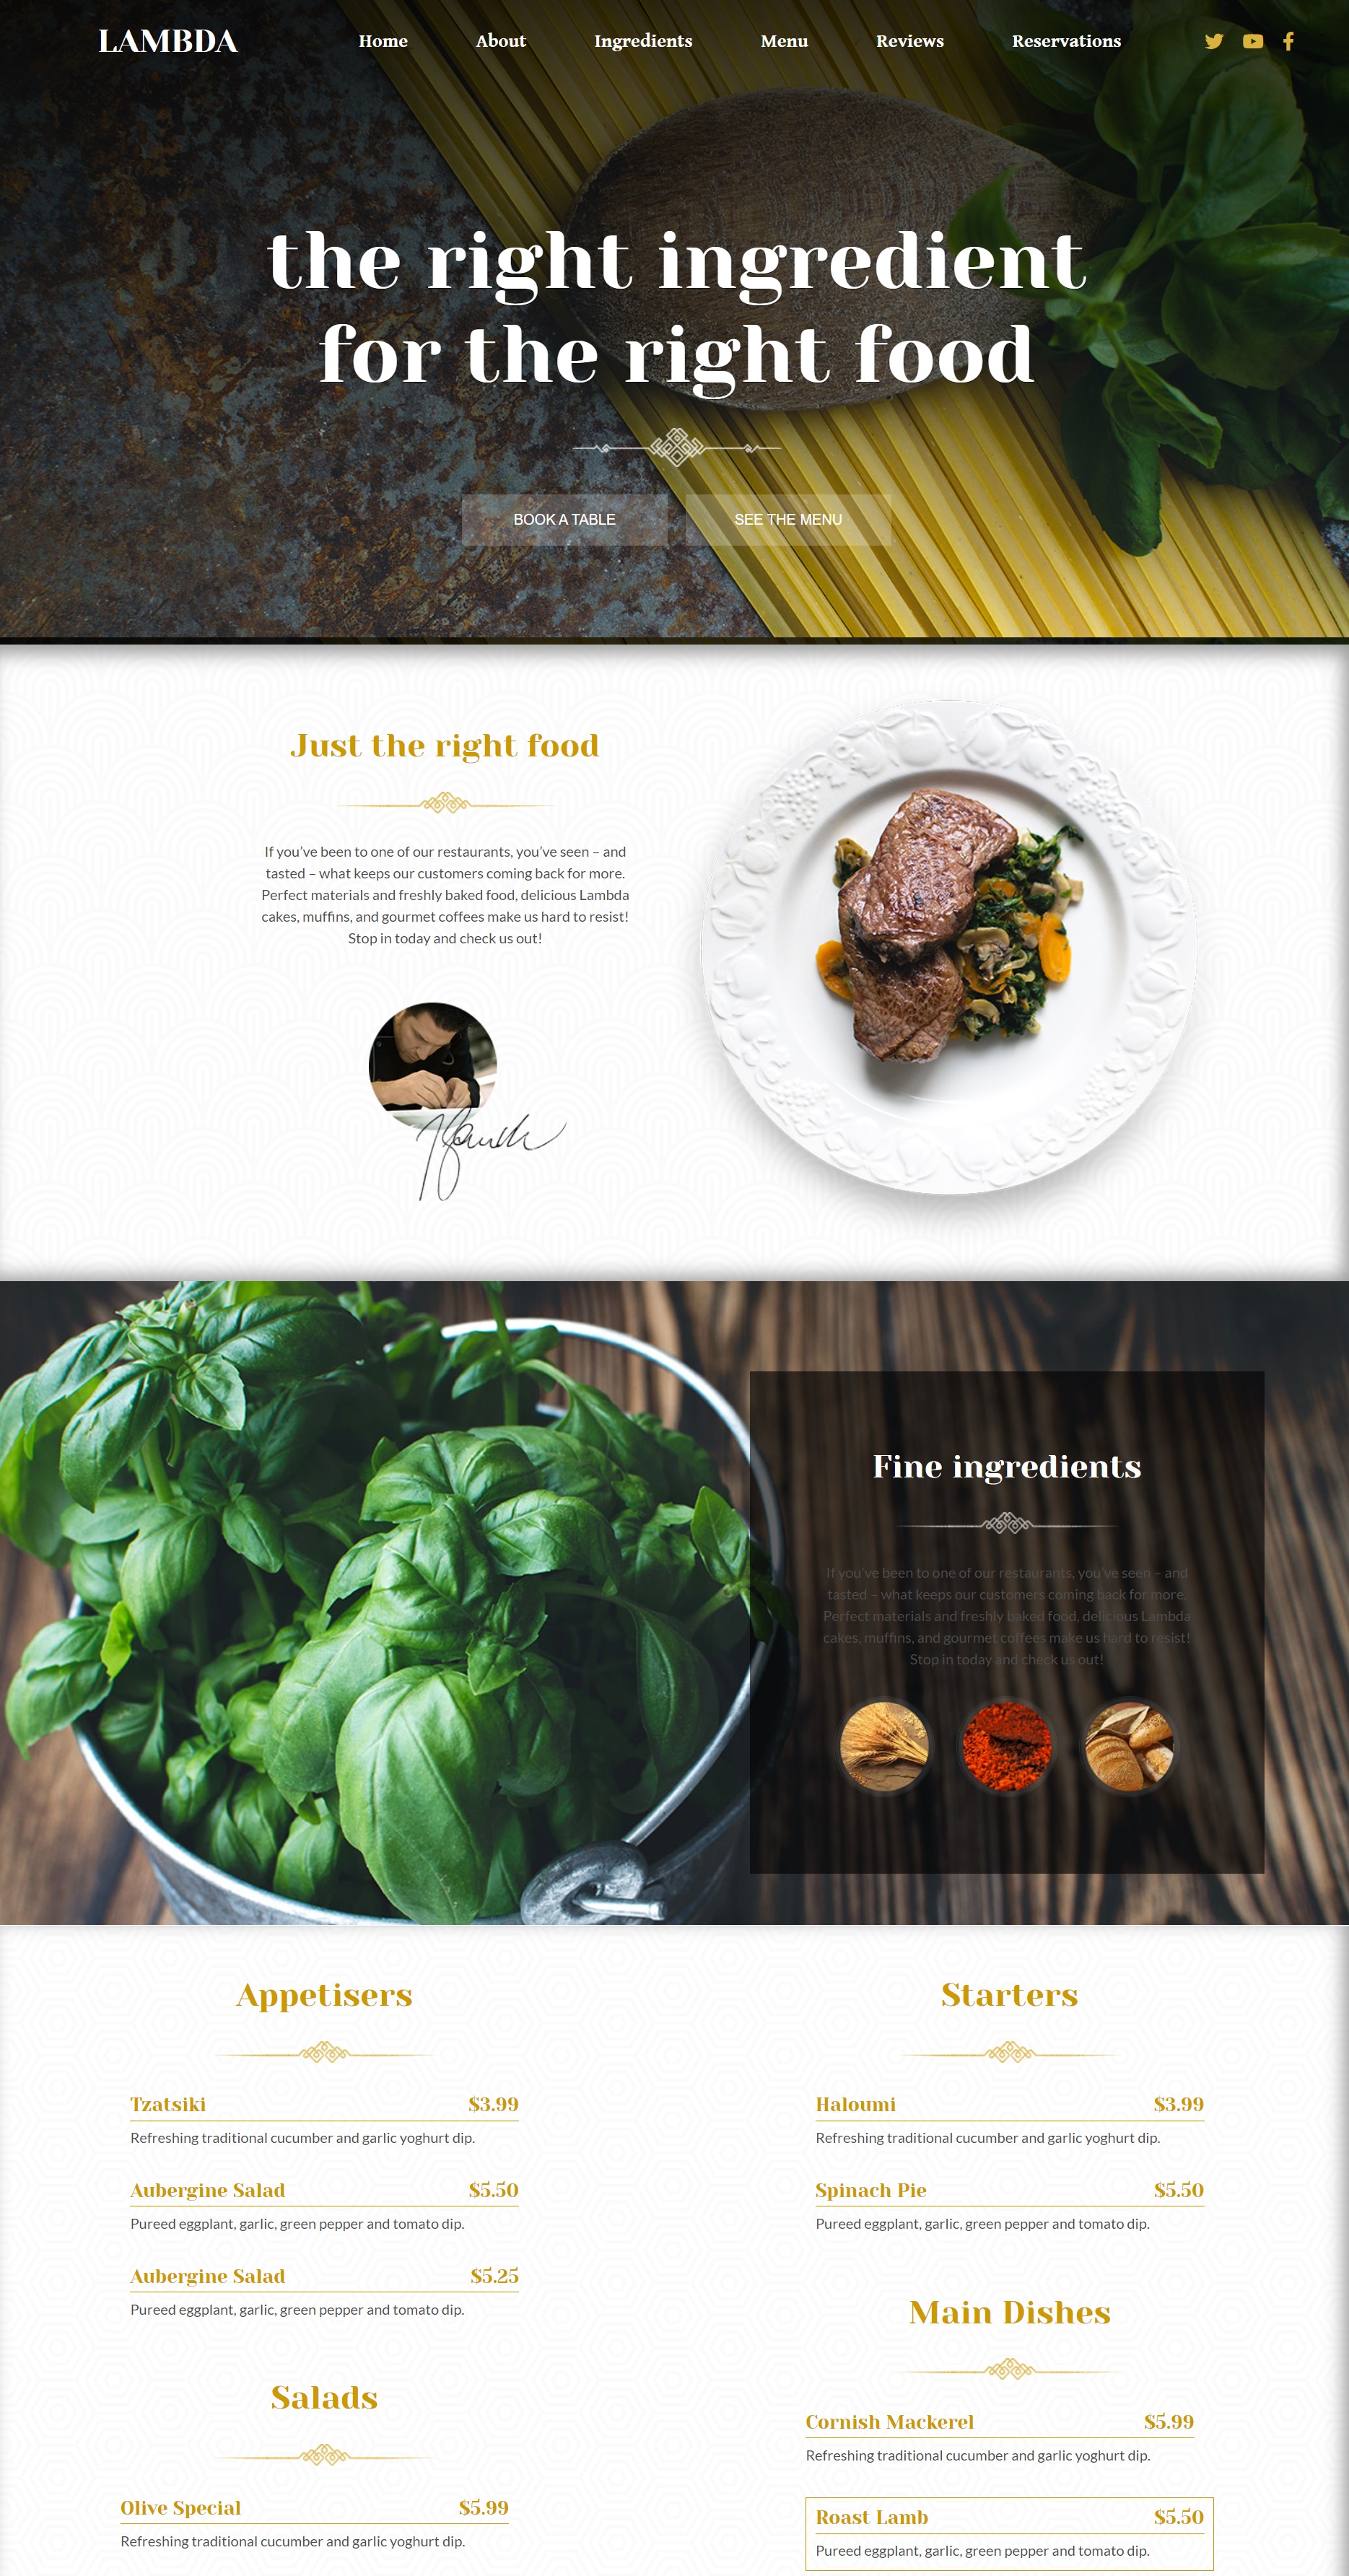 LAMBDA
Home About Ingredients Menu Reviews Reservations
the right ingredient
for the right food
BOOK A TABLE SEE THE MENU
Just the right food
If you’ve been to one of our restaurants, you’ve seen – and
tasted – what keeps our customers coming back for more.
Perfect materials and freshly baked food, delicious Lambda
cakes, muffins, and gourmet coffees make us hard to resist!
Stop in today and check us out!
Fine ingredients
If you’ve been to one of our restaurants, you’ve seen – and
tasted – what keeps our customers coming back for more.
Perfect materials and freshly baked food, delicious Lambda
cakes, muffins, and gourmet coffees make us hard to resist!
Stop in today and check us out!
Appetisers
Tzatsiki $3.99
Refreshing traditional cucumber and garlic yoghurt dip.
Aubergine Salad $5.50
Pureed eggplant, garlic, green pepper and tomato dip.
Aubergine Salad $5.25
Pureed eggplant, garlic, green pepper and tomato dip.
Salads
Olive Special $5.99
Refreshing traditional cucumber and garlic yoghurt dip.
Starters
Haloumi $3.99
Refreshing traditional cucumber and garlic yoghurt dip.
Spinach Pie $5.50
Pureed eggplant, garlic, green pepper and tomato dip.
Main Dishes
Cornish Mackerel $5.99
Refreshing traditional cucumber and garlic yoghurt dip.
Roast Lamb $5.50
Pureed eggplant, garlic, green pepper and tomato dip.